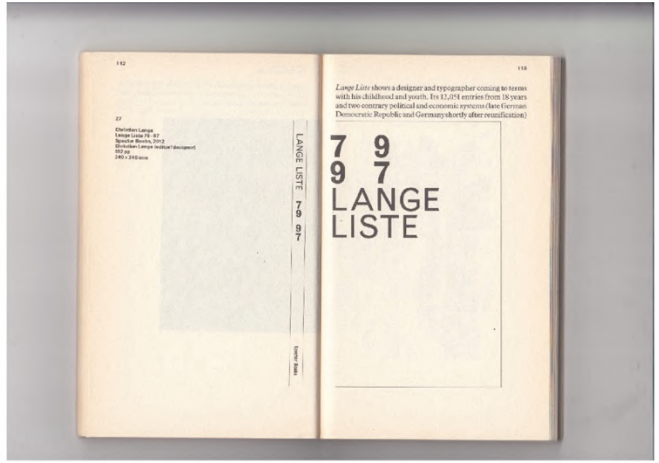 112
27
Christian Lange
Lange Liste 79–97
Spector Books, 2013
Christian Lange (editor/designer)
192 pp
240 × 340 mm
LANGE LISTE 79 97
Spector Books
113
Lange Liste shows a designer and typographer coming to terms
with his childhood and youth. Its 12,051 entries from 18 years
and two contrary political and economic systems (late German
Democratic Republic and Germany shortly after reunification)
7 9
9 7
LANGE
LISTE